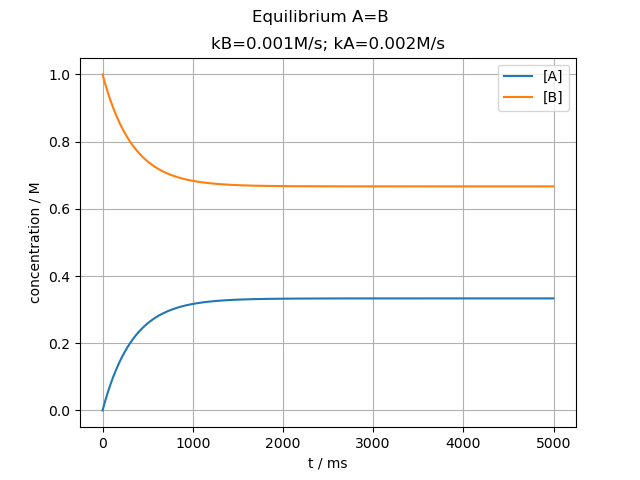 Equilibrium A=B
kB=0.001M/s; kA=0.002M/s
[A]
[B]
1.0
0.8
0.6
0.4
0.2
0.0
concentration / M
0 1000 2000 3000 4000 5000
t / ms